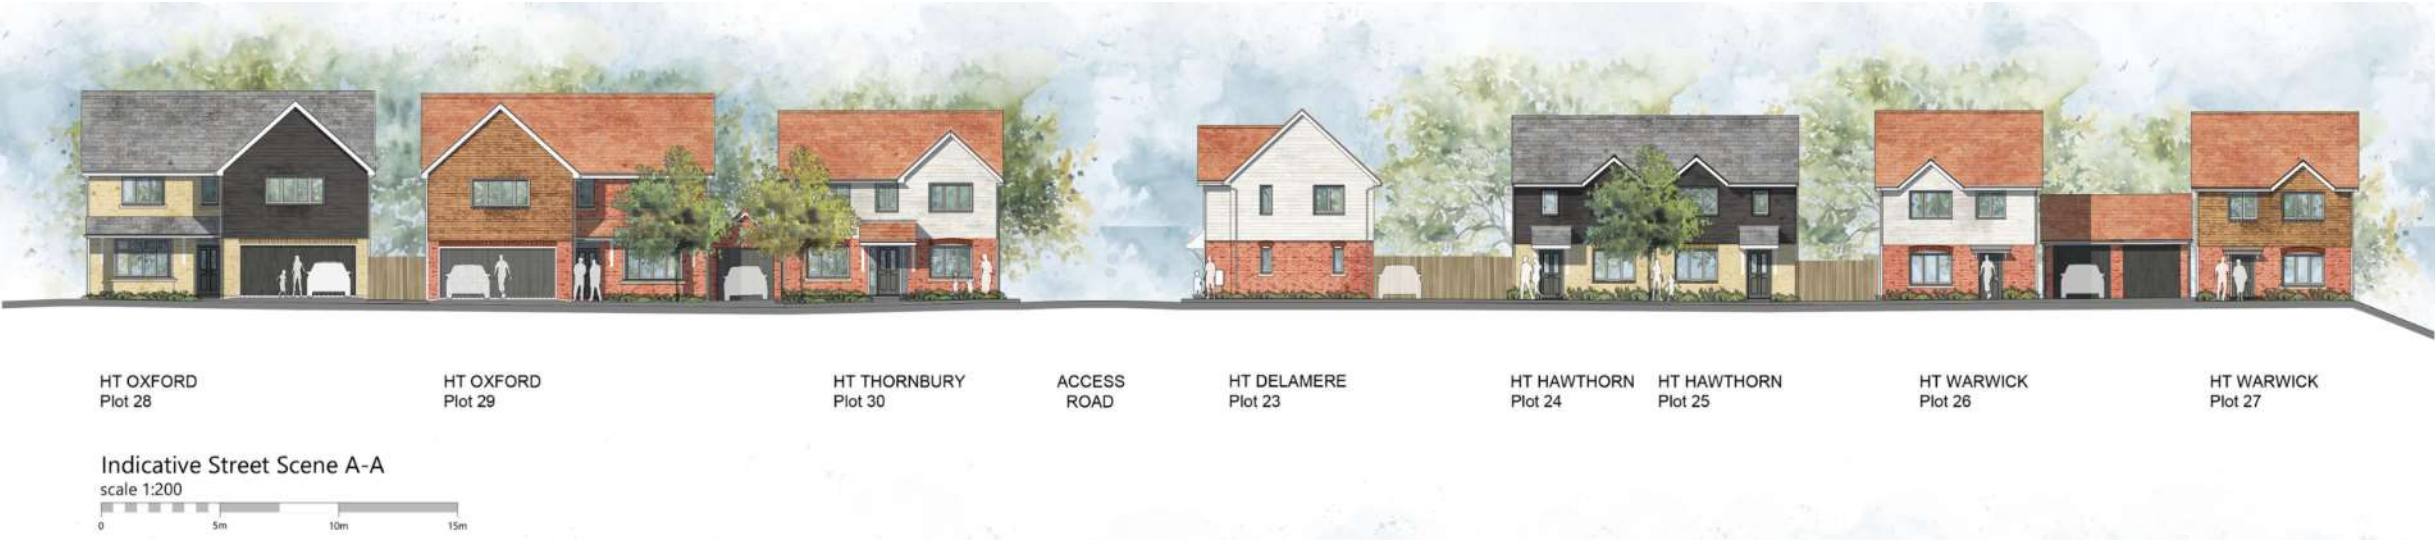 HT OXFORD
Plot 28
HT OXFORD
Plot 29
HT THORNBURY
Plot 30
ACCESS
ROAD
HT DELAMERE
Plot 23
HT HAWTHORN
Plot 24
HT HAWTHORN
Plot 25
HT WARWICK
Plot 26
HT WARWICK
Plot 27
Indicative Street Scene A-A
scale 1:200
0 5m 10m 15m